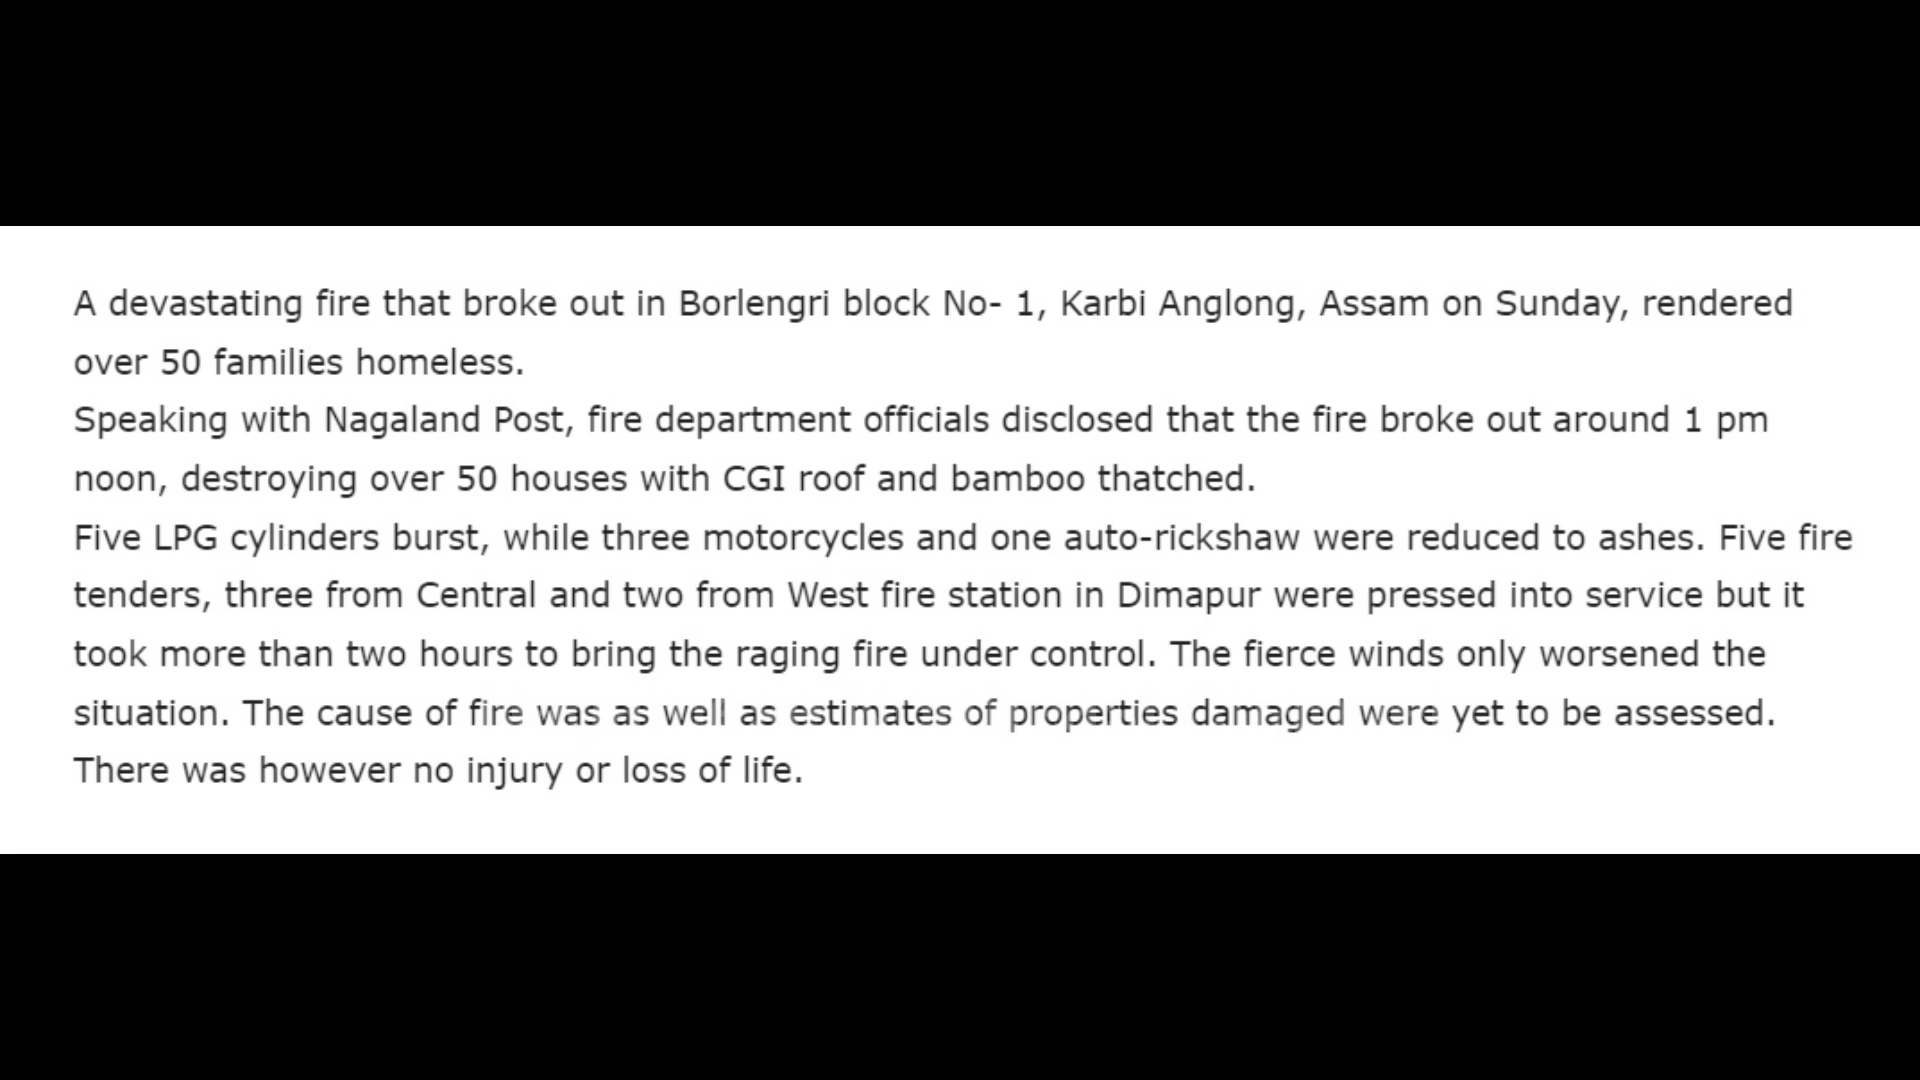 A devastating fire that broke out in Borlengri block No- 1, Karbi Anglong, Assam on Sunday, rendered
over 50 families homeless.
Speaking with Nagaland Post, fire department officials disclosed that the fire broke out around 1 pm
noon, destroying over 50 houses with CGI roof and bamboo thatched.
Five LPG cylinders burst, while three motorcycles and one auto-rickshaw were reduced to ashes. Five fire
tenders, three from Central and two from West fire station in Dimapur were pressed into service but it
took more than two hours to bring the raging fire under control. The fierce winds only worsened the
situation. The cause of fire was as well as estimates of properties damaged were yet to be assessed.
There was however no injury or loss of life.